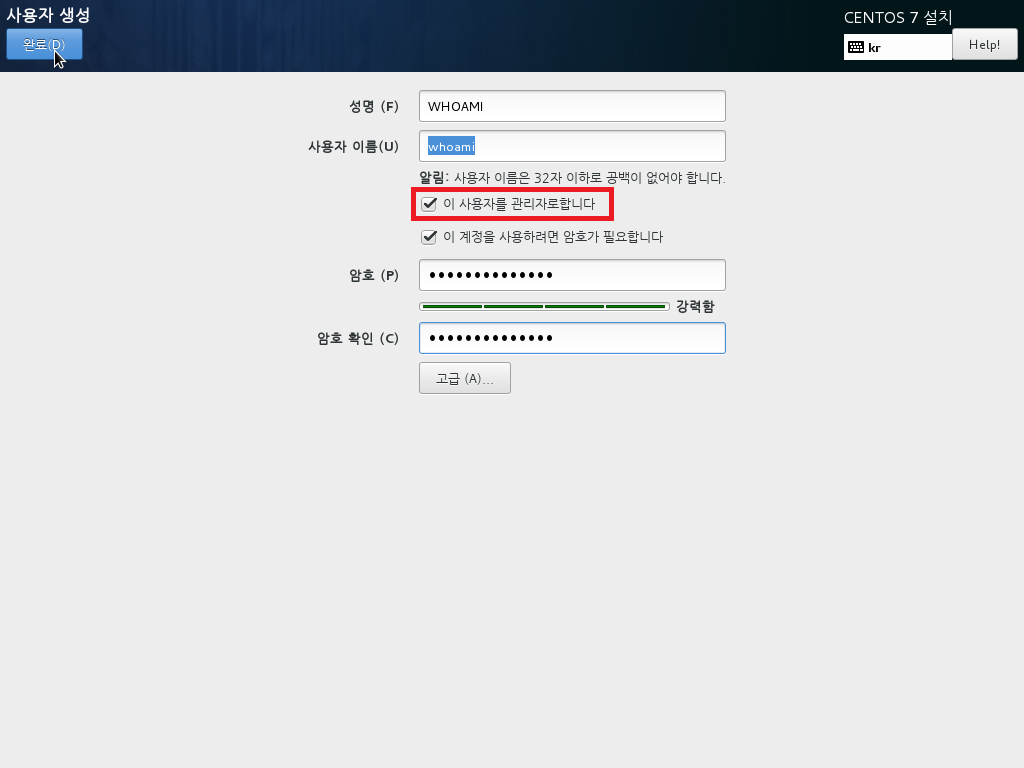 사용자 생성
CENTOS 7 설치
완료(D)
kr
Help!
성명 (F)
WHOAMI
사용자 이름(U)
whoami
알림: 사용자 이름은 32자 이하로 공백이 없어야 합니다.
이 사용자를 관리자로합니다
이 계정을 사용하려면 암호가 필요합니다
암호 (P)
●●●●●●●●●●●●●●
강력함
암호 확인 (C)
●●●●●●●●●●●●●●
고급 (A)...